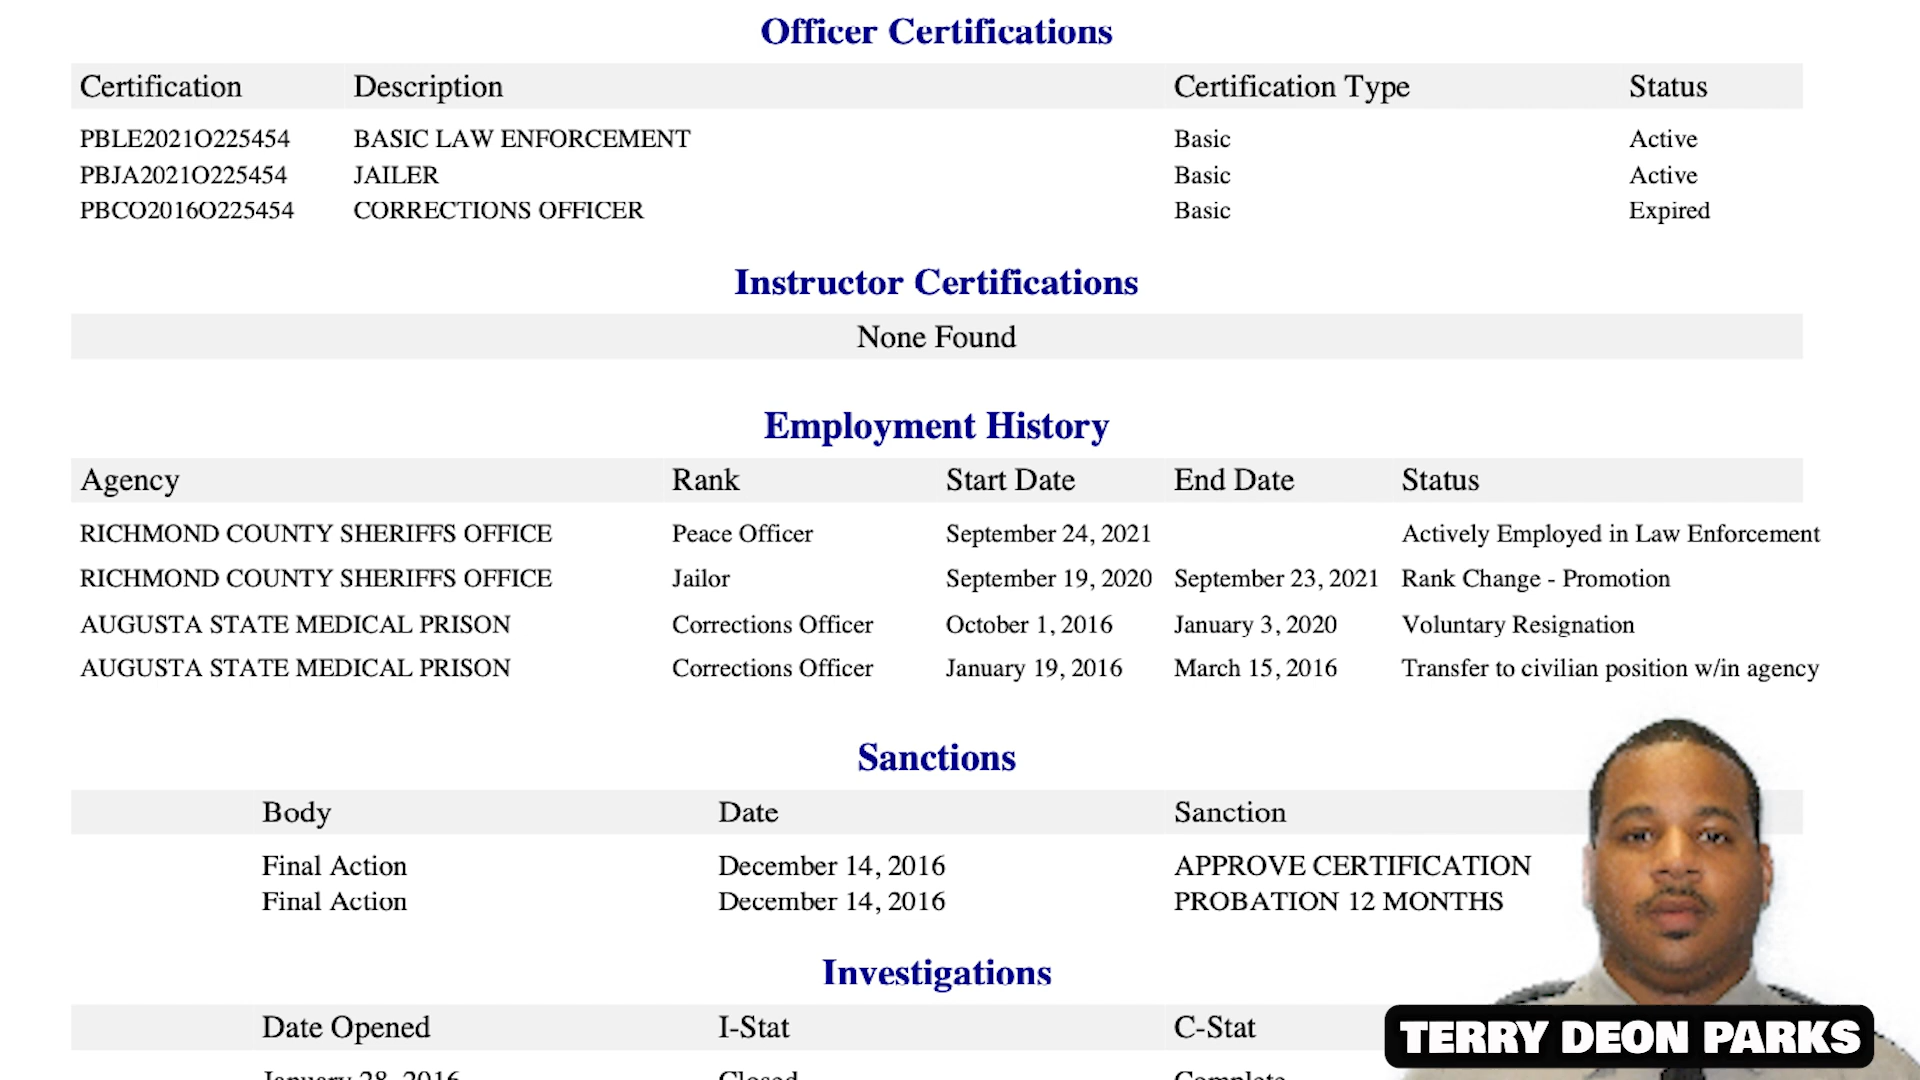 Officer Certifications
Certification Description Certification Type Status
PBLE2021O225454 BASIC LAW ENFORCEMENT Basic Active
PBJA2021O225454 JAILER Basic Active
PBCO2016O225454 CORRECTIONS OFFICER Basic Expired
Instructor Certifications
None Found
Employment History
Agency Rank Start Date End Date Status
RICHMOND COUNTY SHERIFFS OFFICE Peace Officer September 24, 2021 Actively Employed in Law Enforcement
RICHMOND COUNTY SHERIFFS OFFICE Jailor September 19, 2020 September 23, 2021 Rank Change - Promotion
AUGUSTA STATE MEDICAL PRISON Corrections Officer October 1, 2016 January 3, 2020 Voluntary Resignation
AUGUSTA STATE MEDICAL PRISON Corrections Officer January 19, 2016 March 15, 2016 Transfer to civilian position w/in agency
Sanctions
Body Date Sanction
Final Action December 14, 2016 APPROVE CERTIFICATION
Final Action December 14, 2016 PROBATION 12 MONTHS
Investigations
Date Opened I-Stat C-Stat
TERRY DEON PARKS
January 28, 2016 Closed Complete